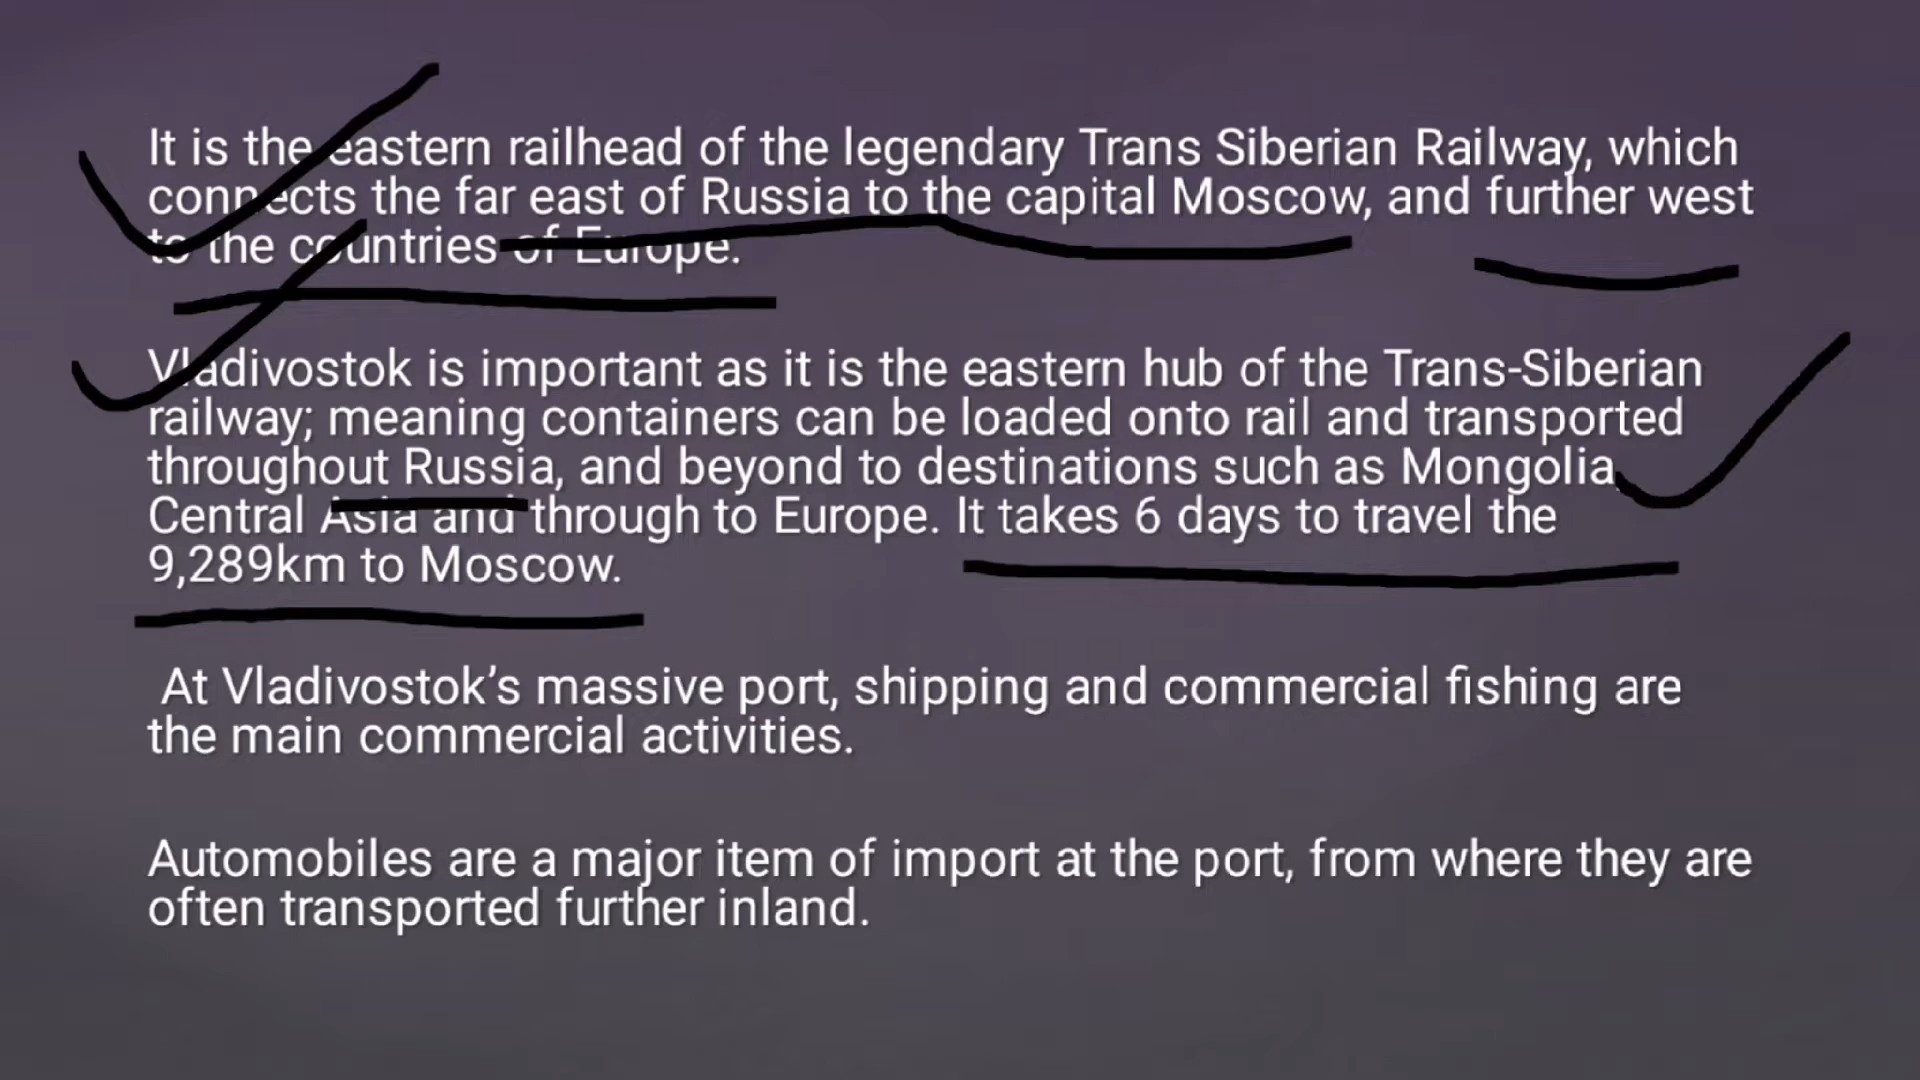 It is the eastern railhead of the legendary Trans Siberian Railway, which
connects the far east of Russia to the capital Moscow, and further west
to the countries of Europe.
Vladivostok is important as it is the eastern hub of the Trans-Siberian
railway; meaning containers can be loaded onto rail and transported
throughout Russia, and beyond to destinations such as Mongolia,
Central Asia and through to Europe. It takes 6 days to travel the
9,289km to Moscow.
At Vladivostok’s massive port, shipping and commercial fishing are
the main commercial activities.
Automobiles are a major item of import at the port, from where they are
often transported further inland.